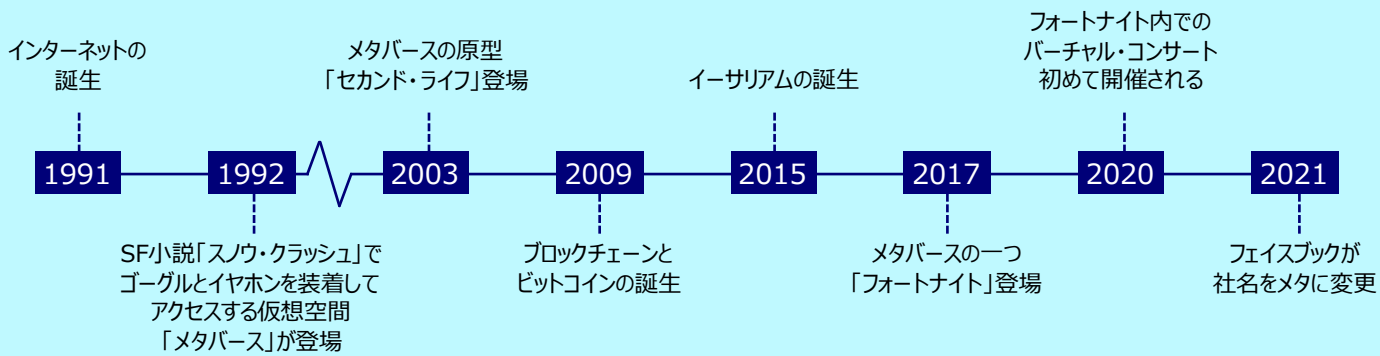 インターネットの
誕生
メタバースの原型
「セカンド・ライフ」登場
イーサリアムの誕生
フォートナイト内での
バーチャル・コンサート
初めて開催される
1991
1992
2003
2009
2015
2017
2020
2021
SF小説「スノウ・クラッシュ」で
ゴーグルとイヤホンを装着して
アクセスする仮想空間
「メタバース」が登場
ブロックチェーンと
ビットコインの誕生
メタバースの一つ
「フォートナイト」登場
フェイスブックが
社名をメタに変更